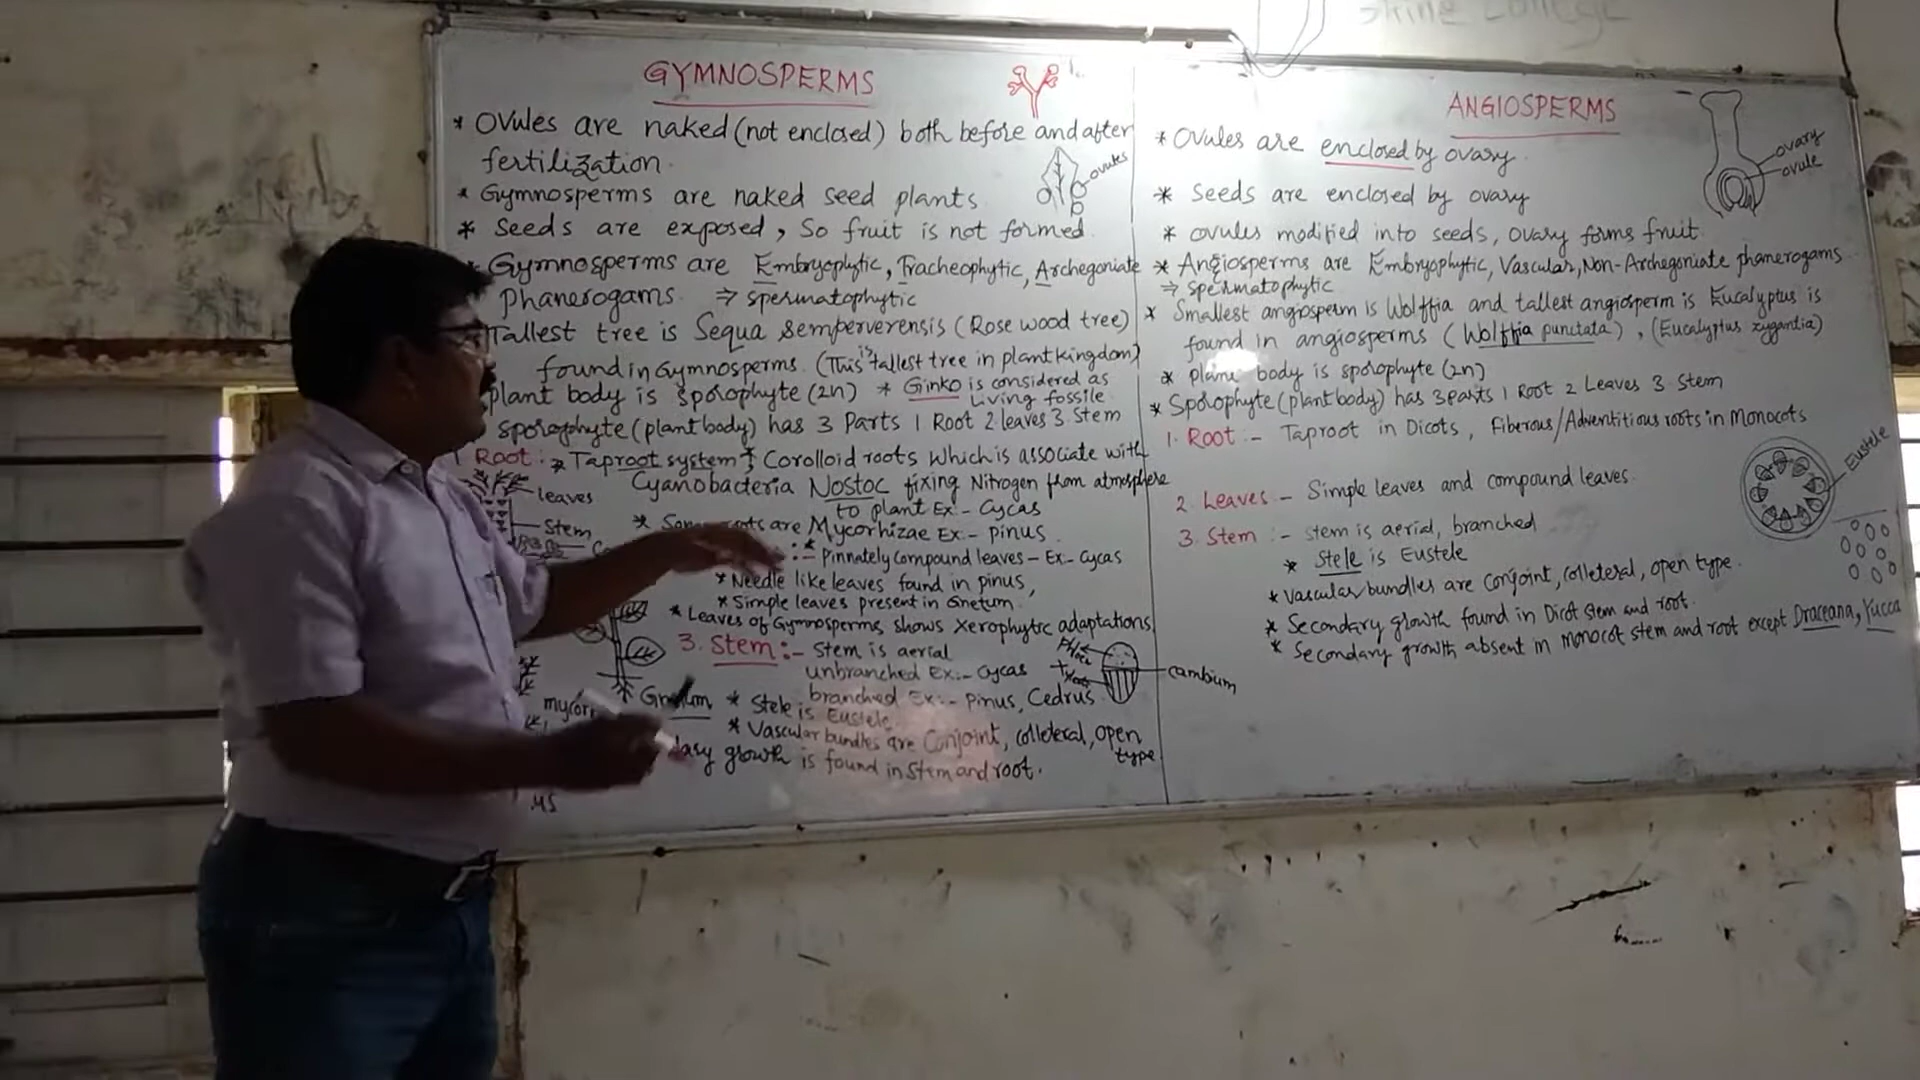 GYMNOSPERMS
* Ovules are naked (not enclosed) both before and after
fertilization.
ovules
* Gymnosperms are naked seed plants
* Seeds are exposed, So fruit is not formed.
* Gymnosperms are Embryophytic, Tracheophytic, Archegoniate
phanerogams. ⇒ spermatophytic
Tallest tree is Sequa semperverensis (Rose wood tree)
found in Gymnosperms. (This is tallest tree in plant kingdom)
plant body is sporophyte (2n) * Ginko is considered as
Living fossile
sporophyte (plant body) has 3 Parts 1 Root 2. leaves 3. Stem
1 Root : * Taproot system * Corolloid roots which is associate with
Cyanobacteria Nostoc fixing Nitrogen from atmosphere
to plant Ex:- Cycas
leaves
Stem
* are Mycorhizae Ex:- pinus.
:- * Pinnately compound leaves - Ex:- Cycas
* Needle like leaves found in pinus,
* Simple leaves present in Gnetum.
* Leaves of Gymnosperms shows Xerophytic adaptations
3. Stem :- Stem is aerial
unbranched Ex:- Cycas
branched Ex:- Pinus, Cedrus.
Gnetum
cambium
* Stele is Eustele.
* Vascular bundles are Conjoint, colleteral, open
type
growth is found in Stem and root.
ANGIOSPERMS
* Ovules are enclosed by ovary.
ovary
ovule
* Seeds are enclosed by ovary
* ovules modified into seeds, ovary forms fruit.
* Angiosperms are Embryophytic, Vascular, Non-Archegoniate phanerogams
⇒ spermatophytic
* Smallest angiosperm is Wolffia and tallest angiosperm is Eucalyptus is
found in angiosperms (Wolffia punctata), (Eucalyptus zygantia)
* body is sporophyte (2n)
* Sporophyte (plant body) has 3 parts 1 Root 2 Leaves 3. Stem
1. Root :- Taproot in Dicots, Fiberous/Adventitious roots in Monocots
Eustele
2. Leaves - Simple leaves and compound leaves.
3. Stem :- stem is aerial, branched
* Stele is Eustele
* Vascular bundles are conjoint, colleteral, open type.
* Secondary growth found in Dicot stem and root.
* Secondary growth absent in monocot stem and root except Draceana, Yucca